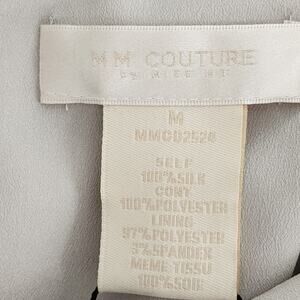 MM COUTURE
by MISS ME
M
MMCD2524
SELF
100%SILK
CONT
100%POLYESTER
LINING
97%POLYESTER
3%SPANDEX
MEME TISSU
100%SOIE